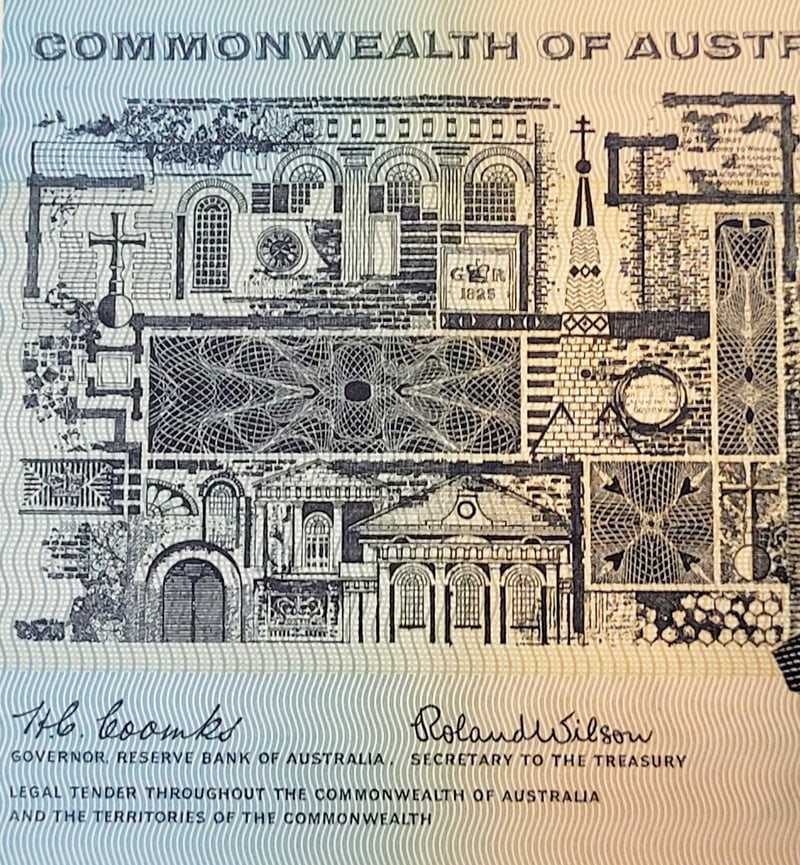 COMMONWEALTH OF AUSTR
G R
1825
H.C. Coombs
Roland Wilson
GOVERNOR, RESERVE BANK OF AUSTRALIA. SECRETARY TO THE TREASURY
LEGAL TENDER THROUGHOUT THE COMMONWEALTH OF AUSTRALIA
AND THE TERRITORIES OF THE COMMONWEALTH